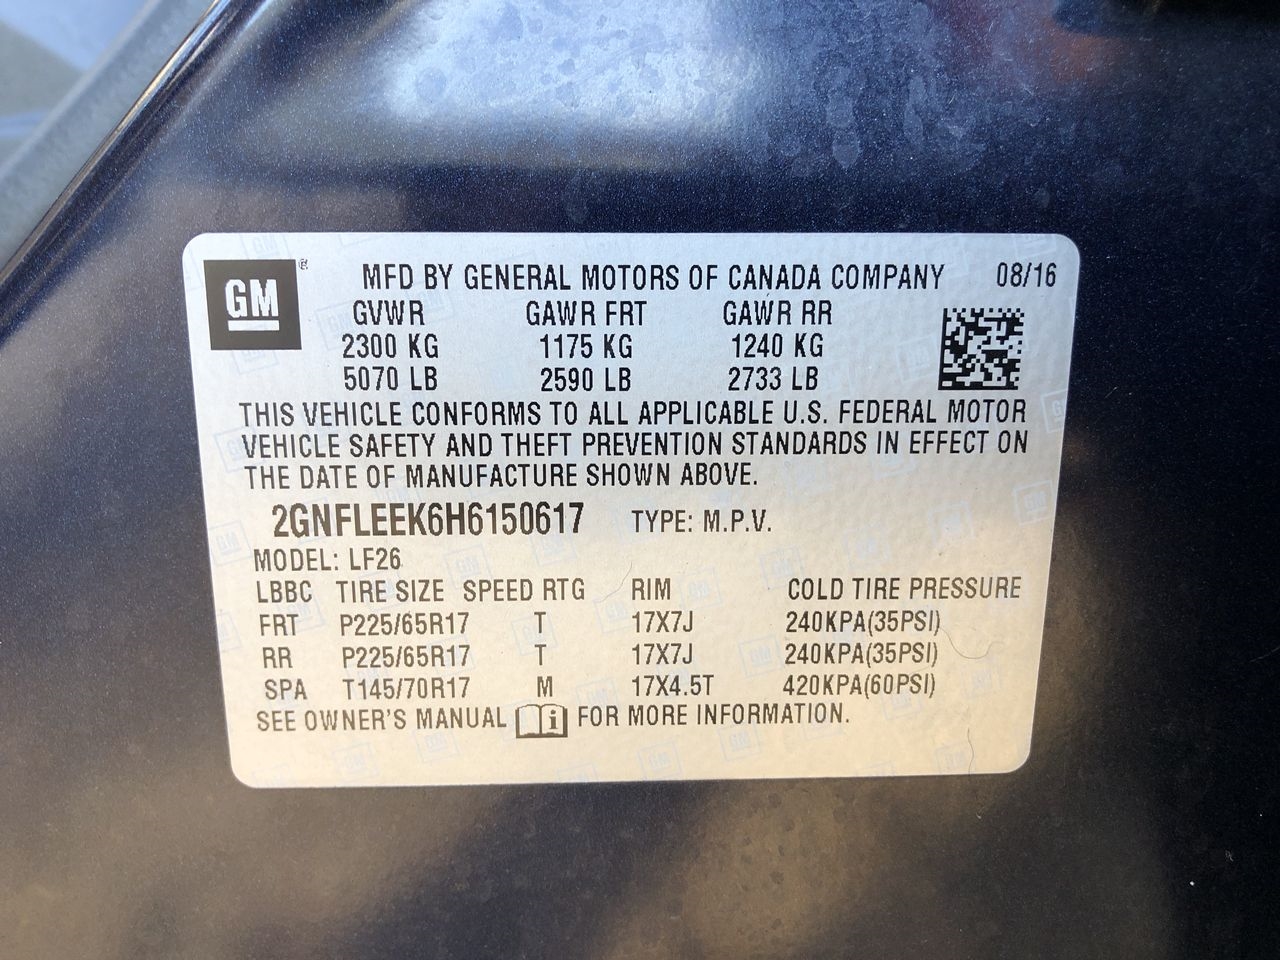 GM ® MFD BY GENERAL MOTORS OF CANADA COMPANY 08/16
GVWR GAWR FRT GAWR RR
2300 KG 1175 KG 1240 KG
5070 LB 2590 LB 2733 LB
THIS VEHICLE CONFORMS TO ALL APPLICABLE U.S. FEDERAL MOTOR
VEHICLE SAFETY AND THEFT PREVENTION STANDARDS IN EFFECT ON
THE DATE OF MANUFACTURE SHOWN ABOVE.
2GNFLEEK6H6150617 TYPE: M.P.V.
MODEL: LF26
LBBC TIRE SIZE SPEED RTG RIM COLD TIRE PRESSURE
FRT P225/65R17 T 17X7J 240KPA(35PSI)
RR P225/65R17 T 17X7J 240KPA(35PSI)
SPA T145/70R17 M 17X4.5T 420KPA(60PSI)
SEE OWNER'S MANUAL i FOR MORE INFORMATION.